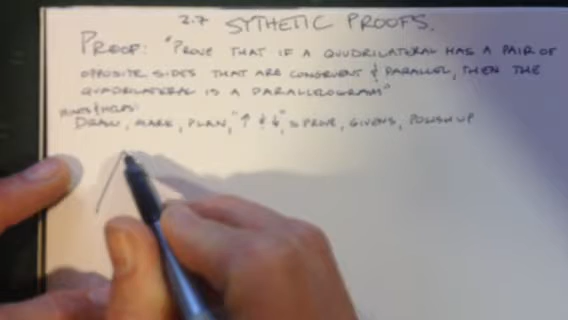 2.7 SYTHETIC PROOFS.
PROOF: "PROVE THAT IF A QUUDRILATERAL HAS A PAIR OF
OPPOSITE SIDES THAT ARE CONGRUENT & PARALLEL, THEN THE
QUADRILATERAL IS A PARALLELOGRAM"
DRAW, MARK, PLAN, "↑ & ↓", PROVE, GIVENS, POLISH UP